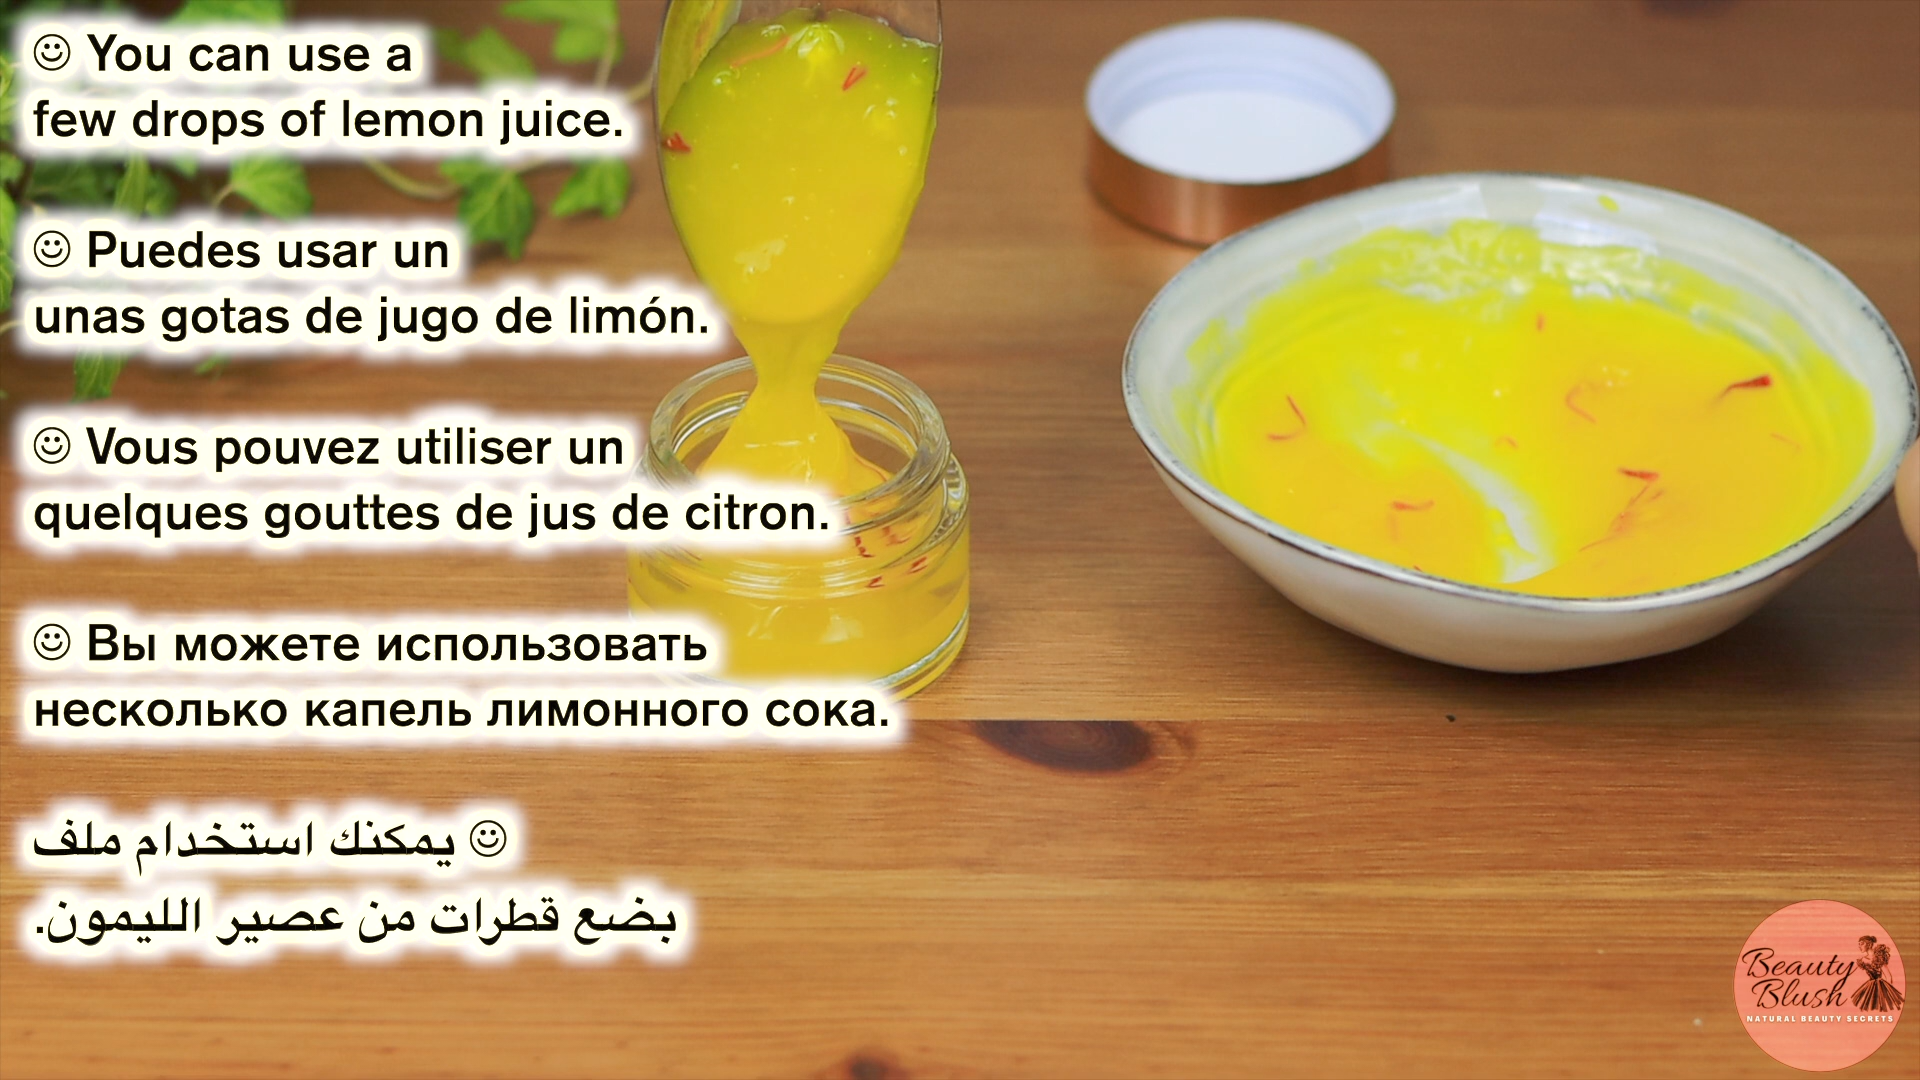 ☺ You can use a
few drops of lemon juice.
☺ Puedes usar un
unas gotas de jugo de limón.
☺ Vous pouvez utiliser un
quelques gouttes de jus de citron.
☺ Вы можете использовать
несколько капель лимонного сока.
☺ يمكنك استخدام ملف
بضع قطرات من عصير الليمون.
Beauty
Blush
NATURAL BEAUTY SECRETS